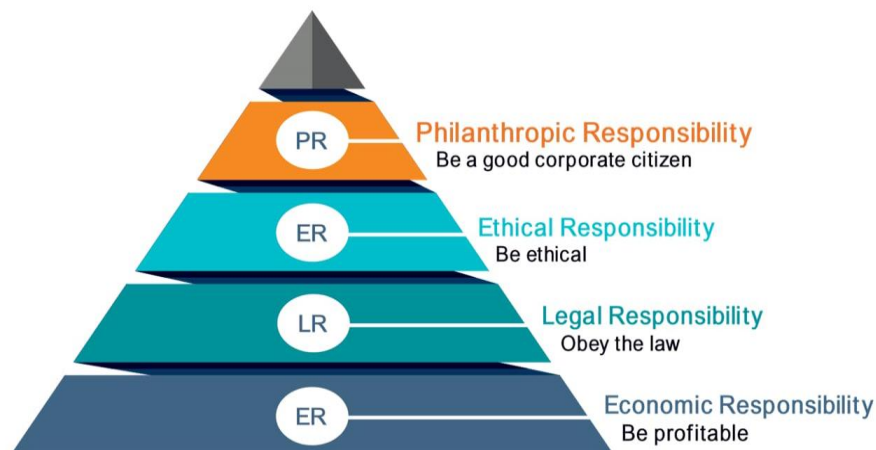 PR
Philanthropic Responsibility
Be a good corporate citizen
ER
Ethical Responsibility
Be ethical
LR
Legal Responsibility
Obey the law
ER
Economic Responsibility
Be profitable